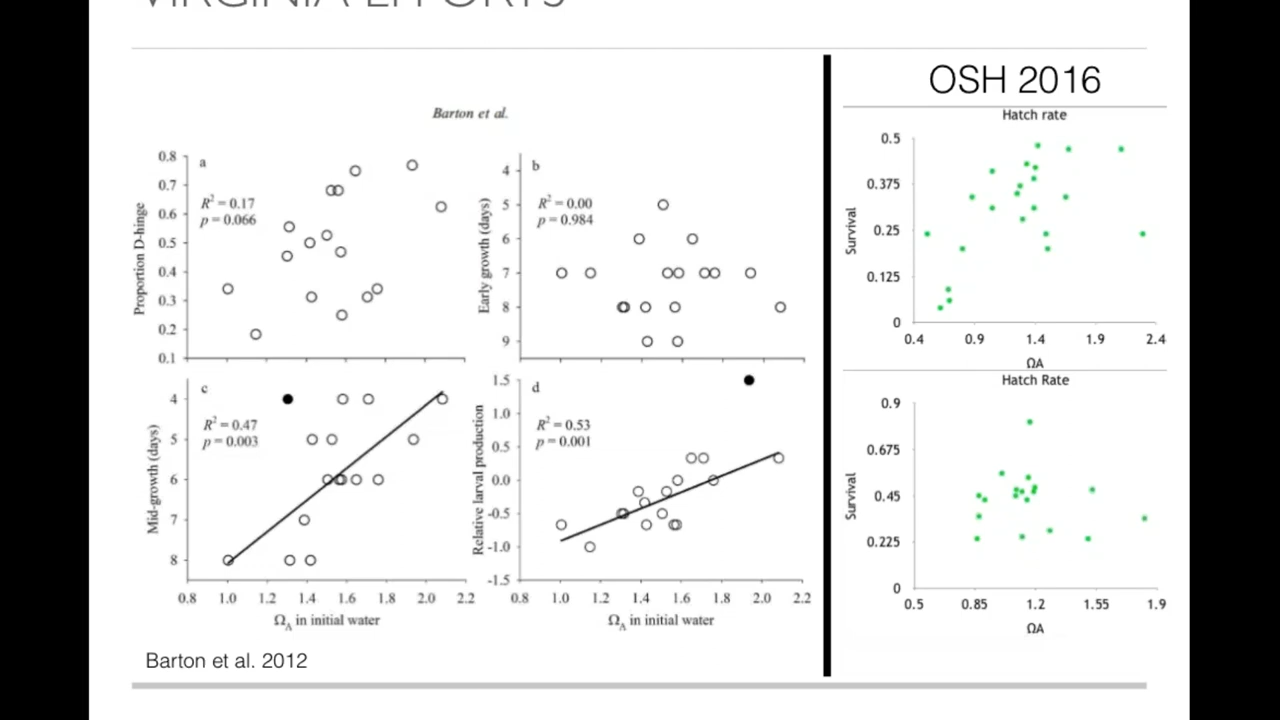 VIRGINIA EFFORTS
Barton et al.
a
R² = 0.17
p = 0.066
Proportion D-hinge
0.8
0.7
0.6
0.5
0.4
0.3
0.2
0.1
b
R² = 0.00
p = 0.984
Early growth (days)
4
5
6
7
8
9
c
R² = 0.47
p = 0.003
Mid-growth (days)
4
5
6
7
8
0.8 1.0 1.2 1.4 1.6 1.8 2.0 2.2
Ω_A in initial water
d
R² = 0.53
p = 0.001
Relative larval production
1.5
1.0
0.5
0.0
-0.5
-1.0
-1.5
0.8 1.0 1.2 1.4 1.6 1.8 2.0 2.2
Ω_A in initial water
Barton et al. 2012
OSH 2016
Hatch rate
Survival
0.5
0.375
0.25
0.125
0
0.4 0.9 1.4 1.9 2.4
ΩA
Hatch Rate
Survival
0.9
0.675
0.45
0.225
0
0.5 0.85 1.2 1.55 1.9
ΩA